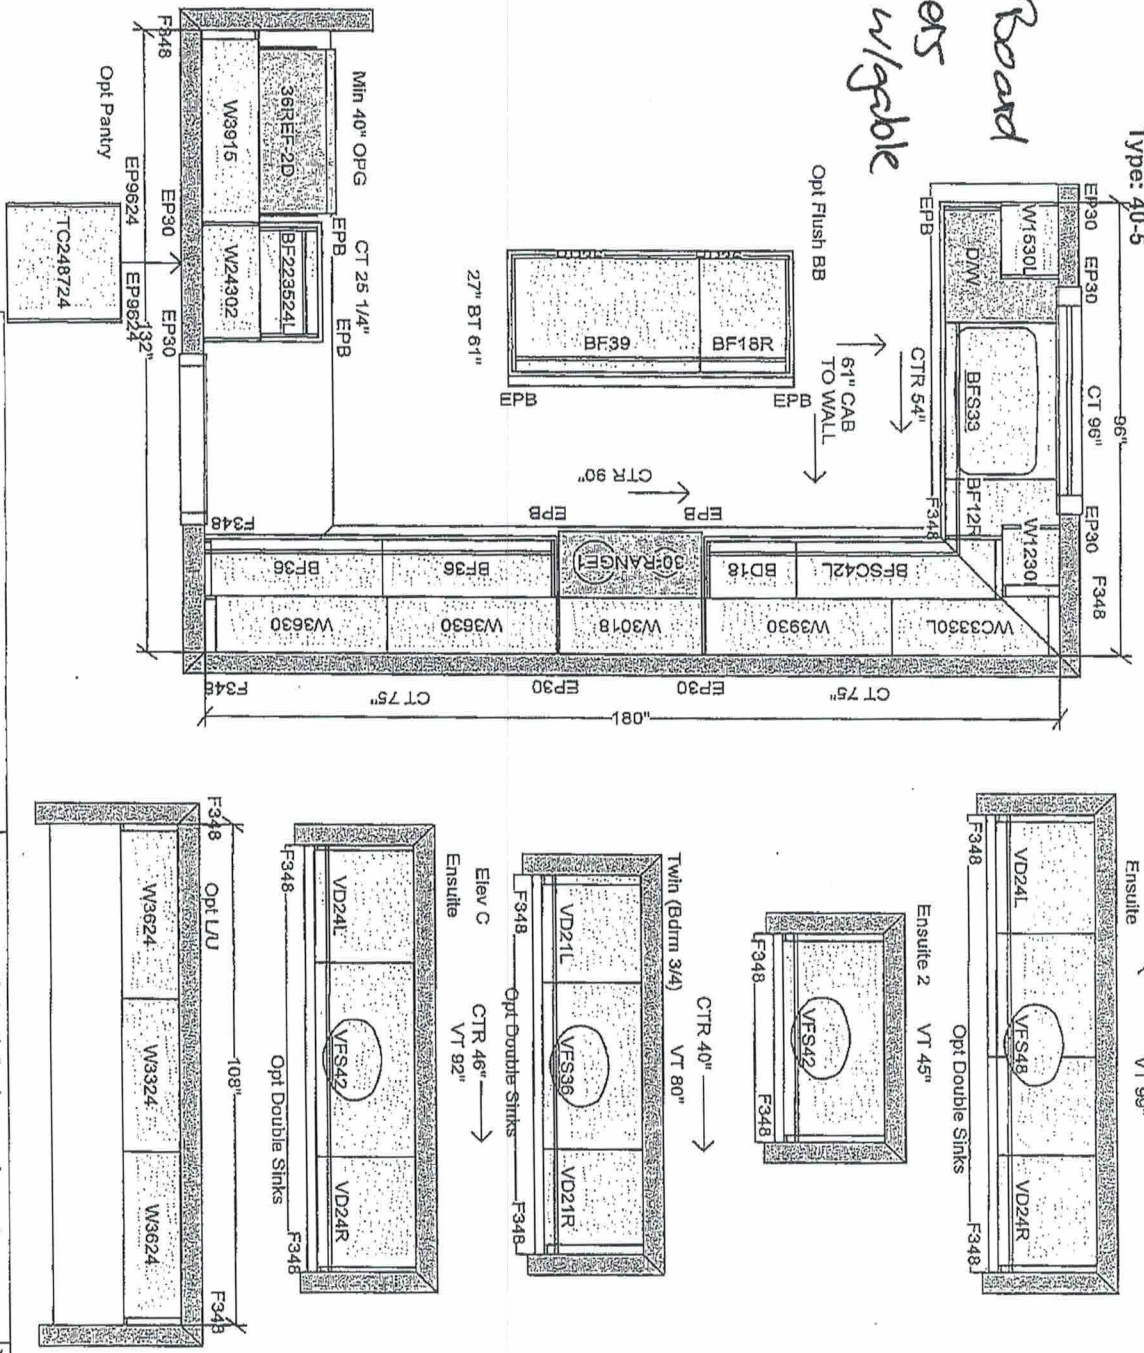 Type: 40-5
Board
ers
w/gable
F348
Min 40" OPG
36REF-2D
W3915
Opt Pantry
EP9624
EP9624
TC248724
EP30
EP30
132"
EPB
CT 25 1/4"
EPB
BF223524L
W24302
Opt Flush BB
27" BT 61"
BF39
BF18R
EPB
EPB
61" CAB
TO WALL
CTR 54"
CTR 90"
EP30
EP30
CT 96"
96"
EP30
F348
W1530L
D/W
EPB
BFS33
BF12R
F348
F348
BF36
BF36
EPB
30-RANGE1
EPB
BD18
BFSC42L
W3630
W3630
W3018
W3930
WC3330L
F348
CT 75"
EP30
EP30
CT 75"
180"
Ensuite
F348
VD24L
VFS48
VD24R
F348
Opt Double Sinks
Ensuite 2
VT 45"
F348
VFS42
F348
CTR 40"
Twin (Bdrm 3/4)
VT 80"
F348
VD21L
VFS36
VD21R
F348
Opt Double Sinks
Elev C
Ensuite
CTR 46"
VT 92"
F348
VD24L
VFS42
VD24R
F348
Opt Double Sinks
F348
Opt L/U
108"
F348
W3624
W3324
W3624